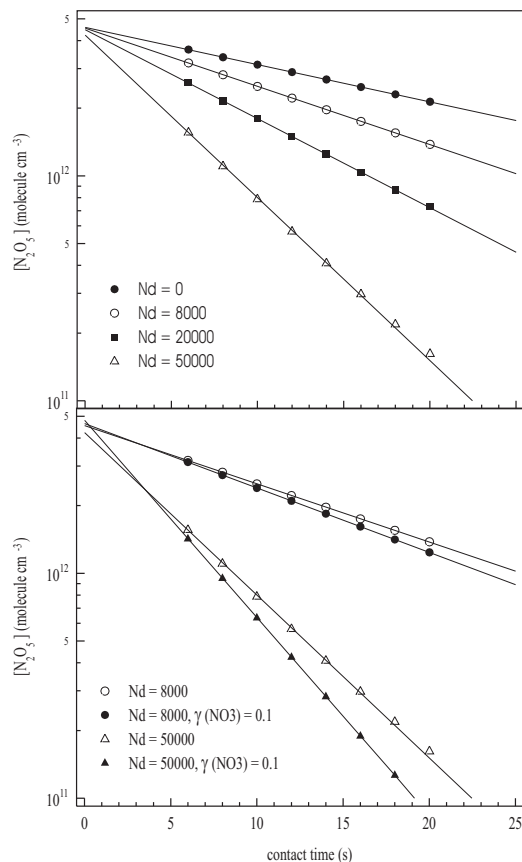 10¹²
5
10¹¹
[N₂O₅] (molecule cm ⁻³)
Nd = 0
Nd = 8000
Nd = 20000
Nd = 50000
5
10¹²
5
10¹¹
[N₂O₅] (molecule cm ⁻³)
Nd = 8000
Nd = 8000, γ (NO3) = 0.1
Nd = 50000
Nd = 50000, γ (NO3) = 0.1
0 5 10 15 20 25
contact time (s)